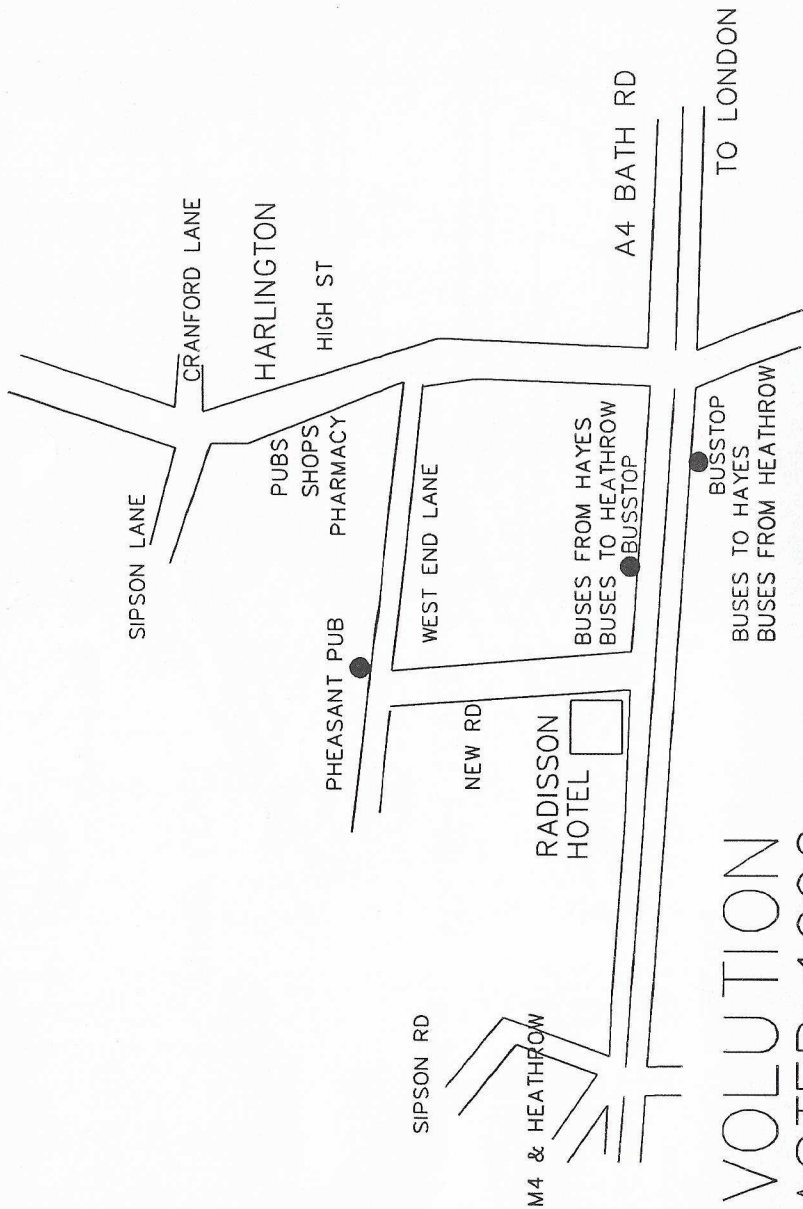 CRANFORD LANE
SIPSON LANE
HARLINGTON
HIGH ST
PUBS
SHOPS
PHARMACY
PHEASANT PUB
WEST END LANE
NEW RD
SIPSON RD
M4 & HEATHROW
RADISSON
HOTEL
BUSES FROM HAYES
BUSES TO HEATHROW
BUSSTOP
A4 BATH RD
TO LONDON
BUSSTOP
BUSES TO HAYES
BUSES FROM HEATHROW
VOLUTION